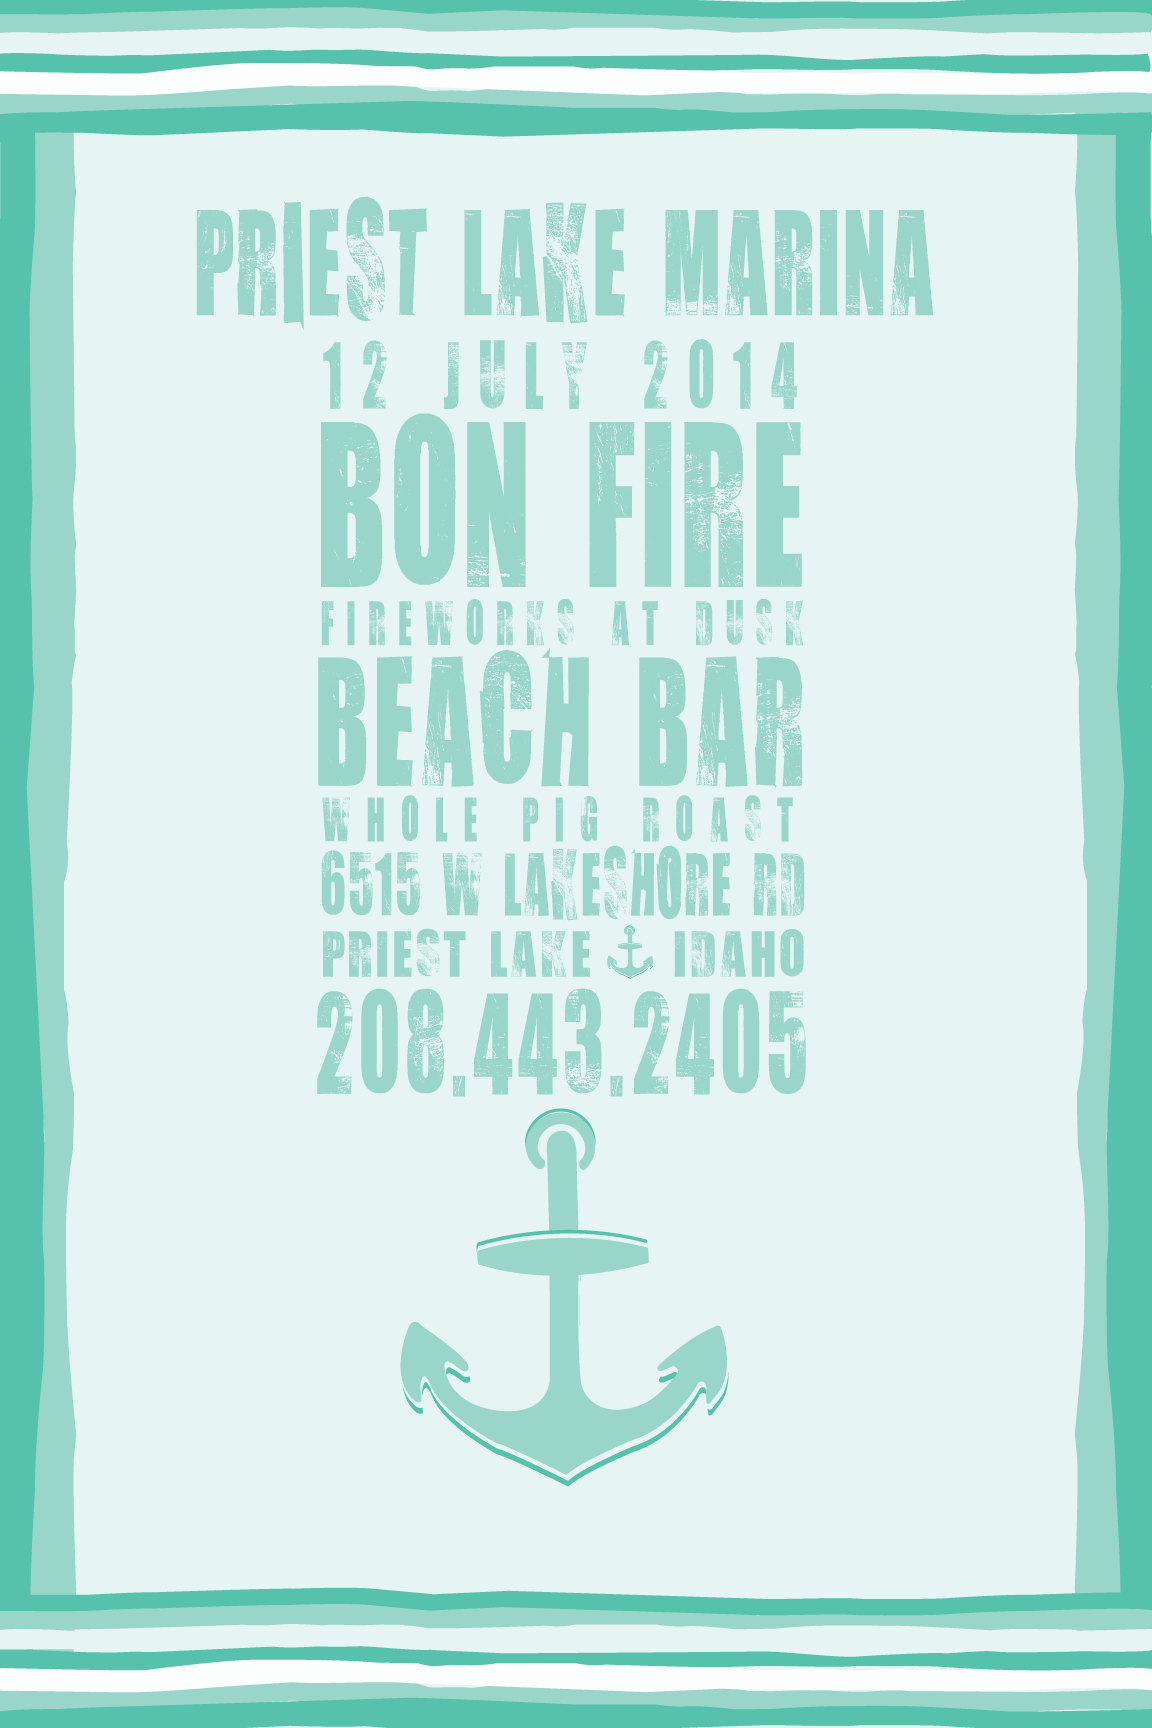 PRIEST LAKE MARINA
12 JULY 2014
BON FIRE
FIREWORKS AT DUSK
BEACH BAR
WHOLE PIG ROAST
6515 W LAKESHORE RD
PRIEST LAKE IDAHO
208.443.2405